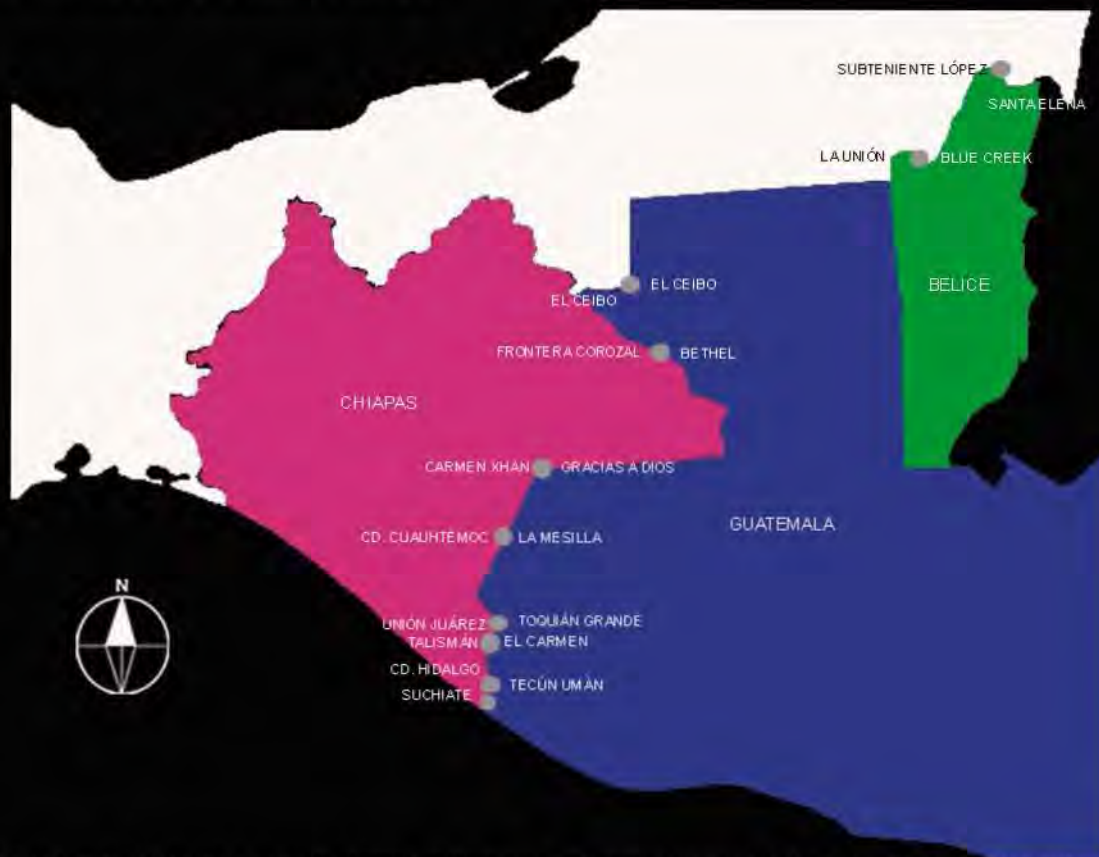 SUBTENIENTE LÓPEZ
SANTA ELENA
LA UNIÓN
BLUE CREEK
BELICE
EL CEIBO
EL CEIBO
FRONTERA COROZAL
BETHEL
CHIAPAS
CARMEN XHÁN
GRACIAS A DIOS
GUATEMALA
CD. CUAUHTÉMOC
LA MESILLA
N
UNIÓN JUÁREZ
TOQUIÁN GRANDE
TALISMÁN
EL CARMEN
CD. HIDALGO
TECÚN UMÁN
SUCHIATE